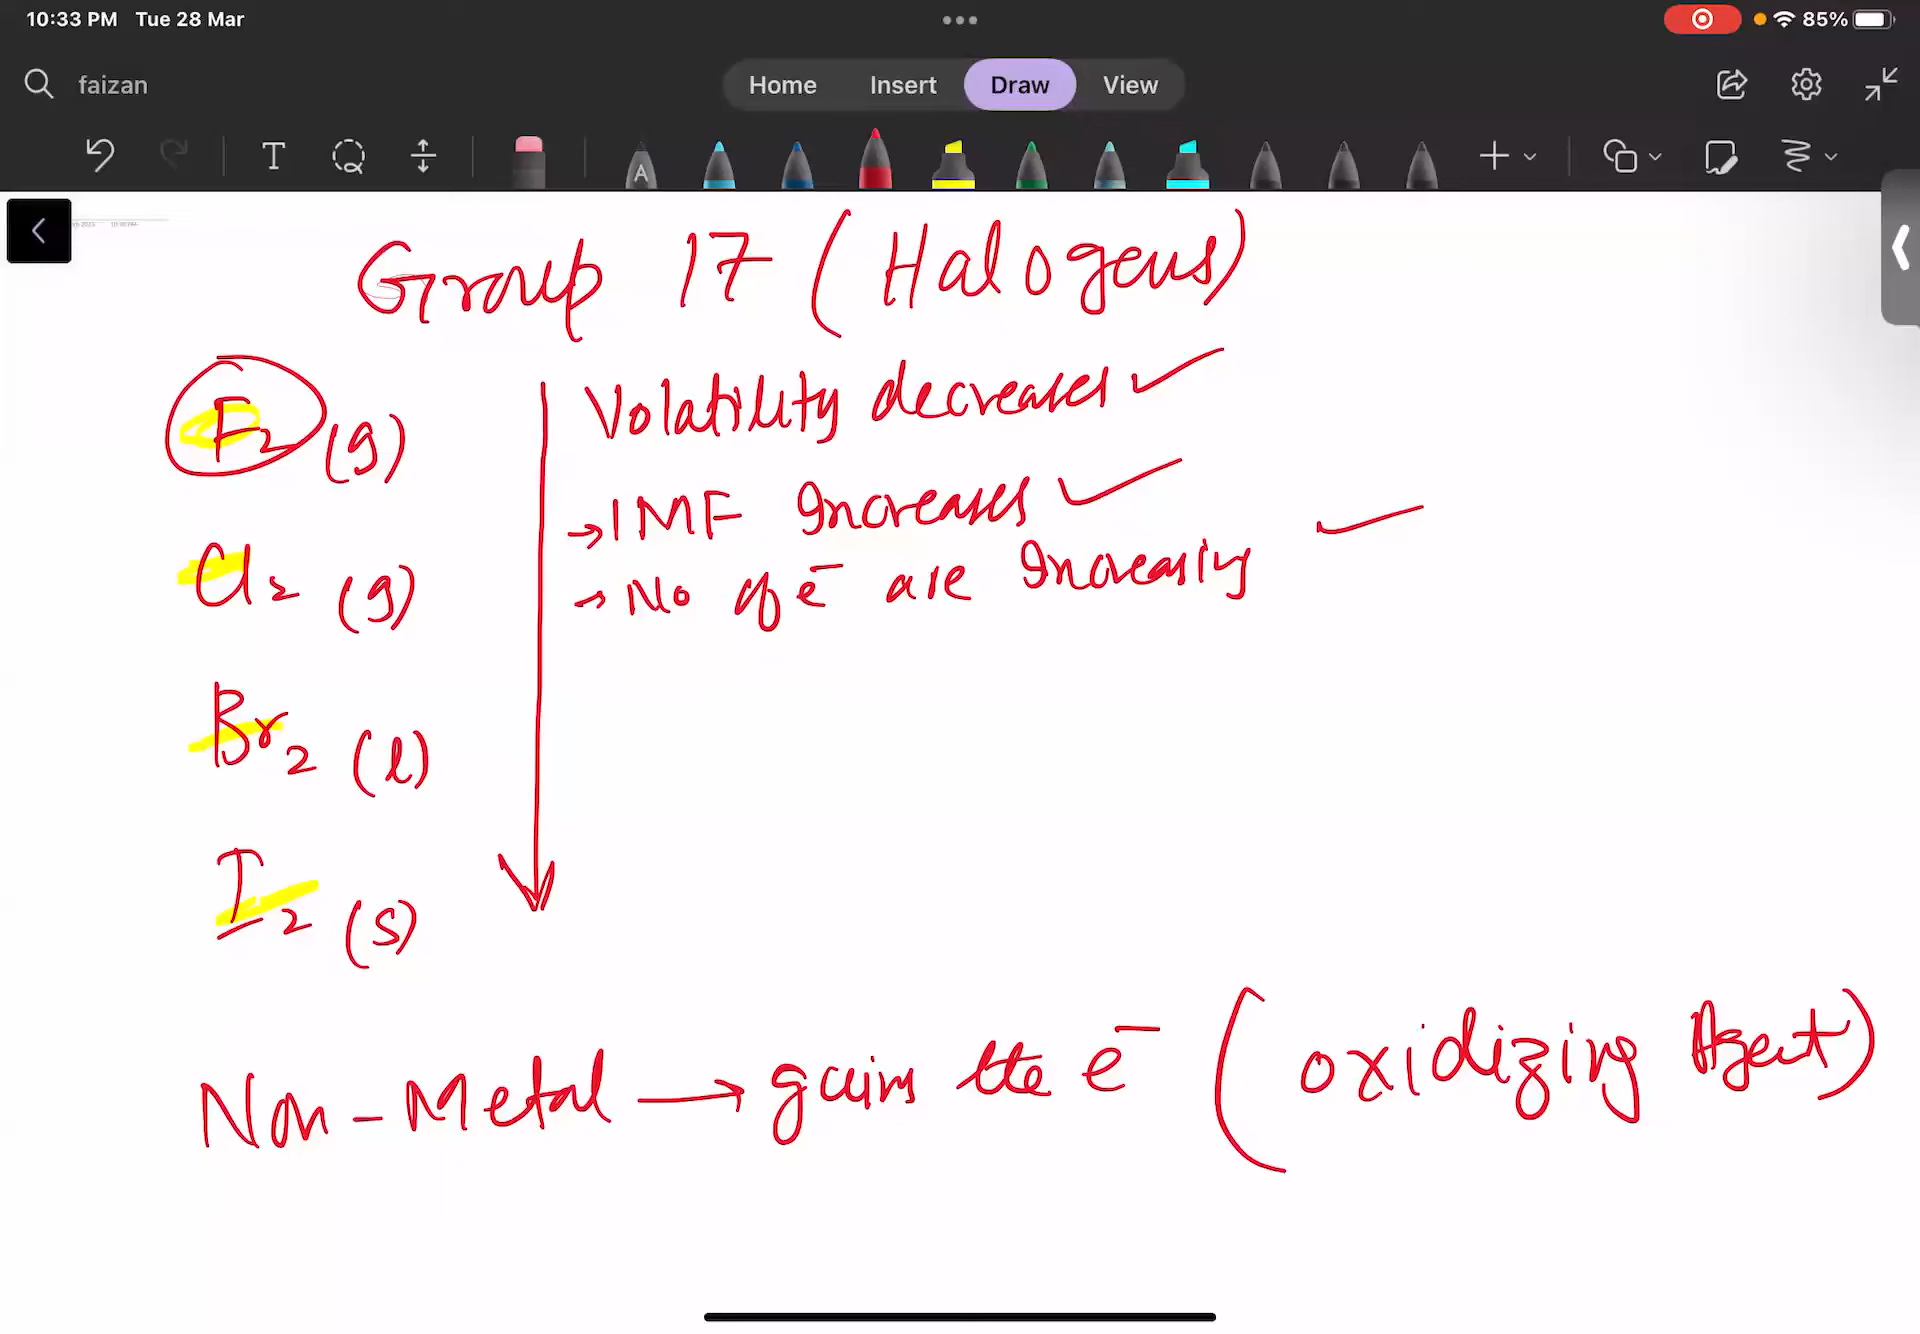 10:33 PM Tue 28 Mar
85%
faizan
Home Insert Draw View
T
A
Group 17 (Halogens)
F2 (g)
Volatility decreases
→ IMF Increases
→ No of e- are Increasing
Cl2 (g)
Br2 (l)
I2 (s)
Non-Metal → gains the e- (oxidizing Agent)